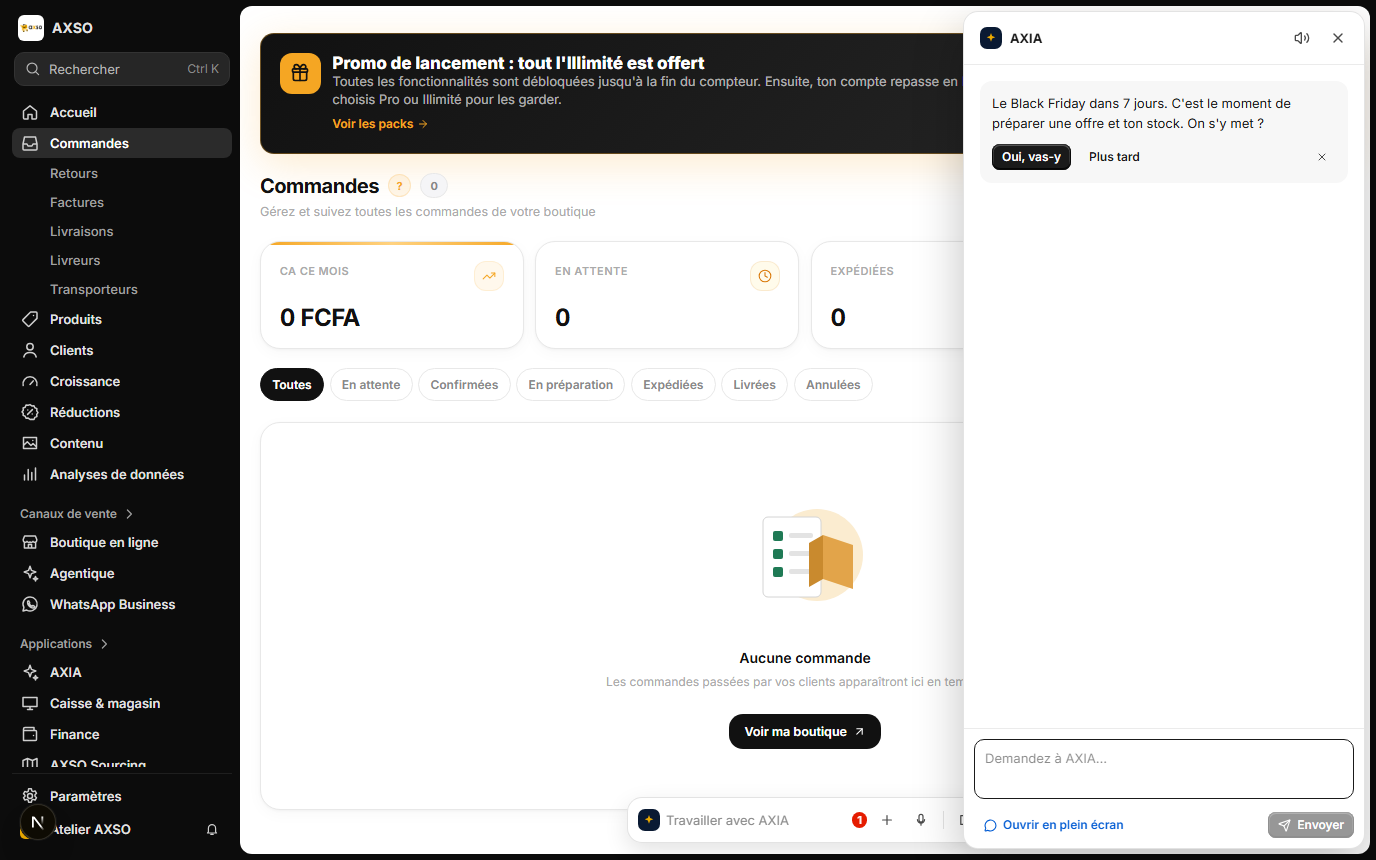 AXSO
Rechercher Ctrl K
Accueil
Commandes
Retours
Factures
Livraisons
Livreurs
Transporteurs
Produits
Clients
Croissance
Réductions
Contenu
Analyses de données
Canaux de vente
Boutique en ligne
Agentique
WhatsApp Business
Applications
AXIA
Caisse & magasin
Finance
AXSO Sourcing
Paramètres
N
Atelier AXSO
Promo de lancement : tout l'Illimité est offert
Toutes les fonctionnalités sont débloquées jusqu'à la fin du compteur. Ensuite, ton compte repasse en
choisis Pro ou Illimité pour les garder.
Voir les packs →
Commandes ? 0
Gérez et suivez toutes les commandes de votre boutique
CA CE MOIS
0 FCFA
EN ATTENTE
0
EXPÉDIÉES
0
Toutes En attente Confirmées En préparation Expédiées Livrées Annulées
Aucune commande
Les commandes passées par vos clients apparaîtront ici en
Voir ma boutique
Travailler avec AXIA 1
AXIA
Le Black Friday dans 7 jours. C'est le moment de
préparer une offre et ton stock. On s'y met ?
Oui, vas-y Plus tard
Demandez à AXIA...
Ouvrir en plein écran Envoyer